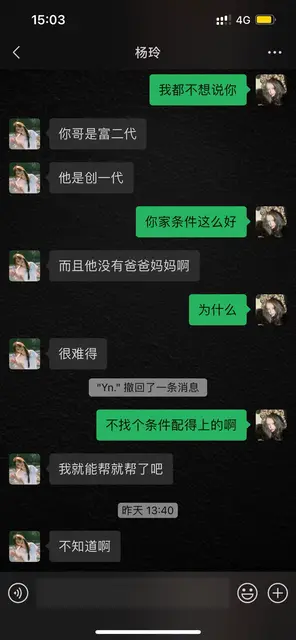 15:03
4G
杨玲
我都不想说你
你哥是富二代
他是创一代
你家条件这么好
而且他没有爸爸妈妈啊
为什么
很难得
"Yn." 撤回了一条消息
不找个条件配得上的啊
我就能帮就帮了吧
昨天 13:40
不知道啊